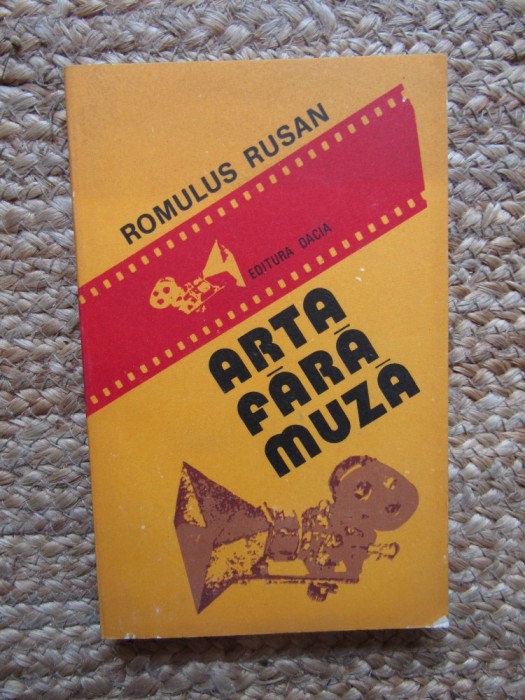 ROMULUS RUSAN
EDITURA DACIA
ARTA
FĂRĂ
MUZĂ